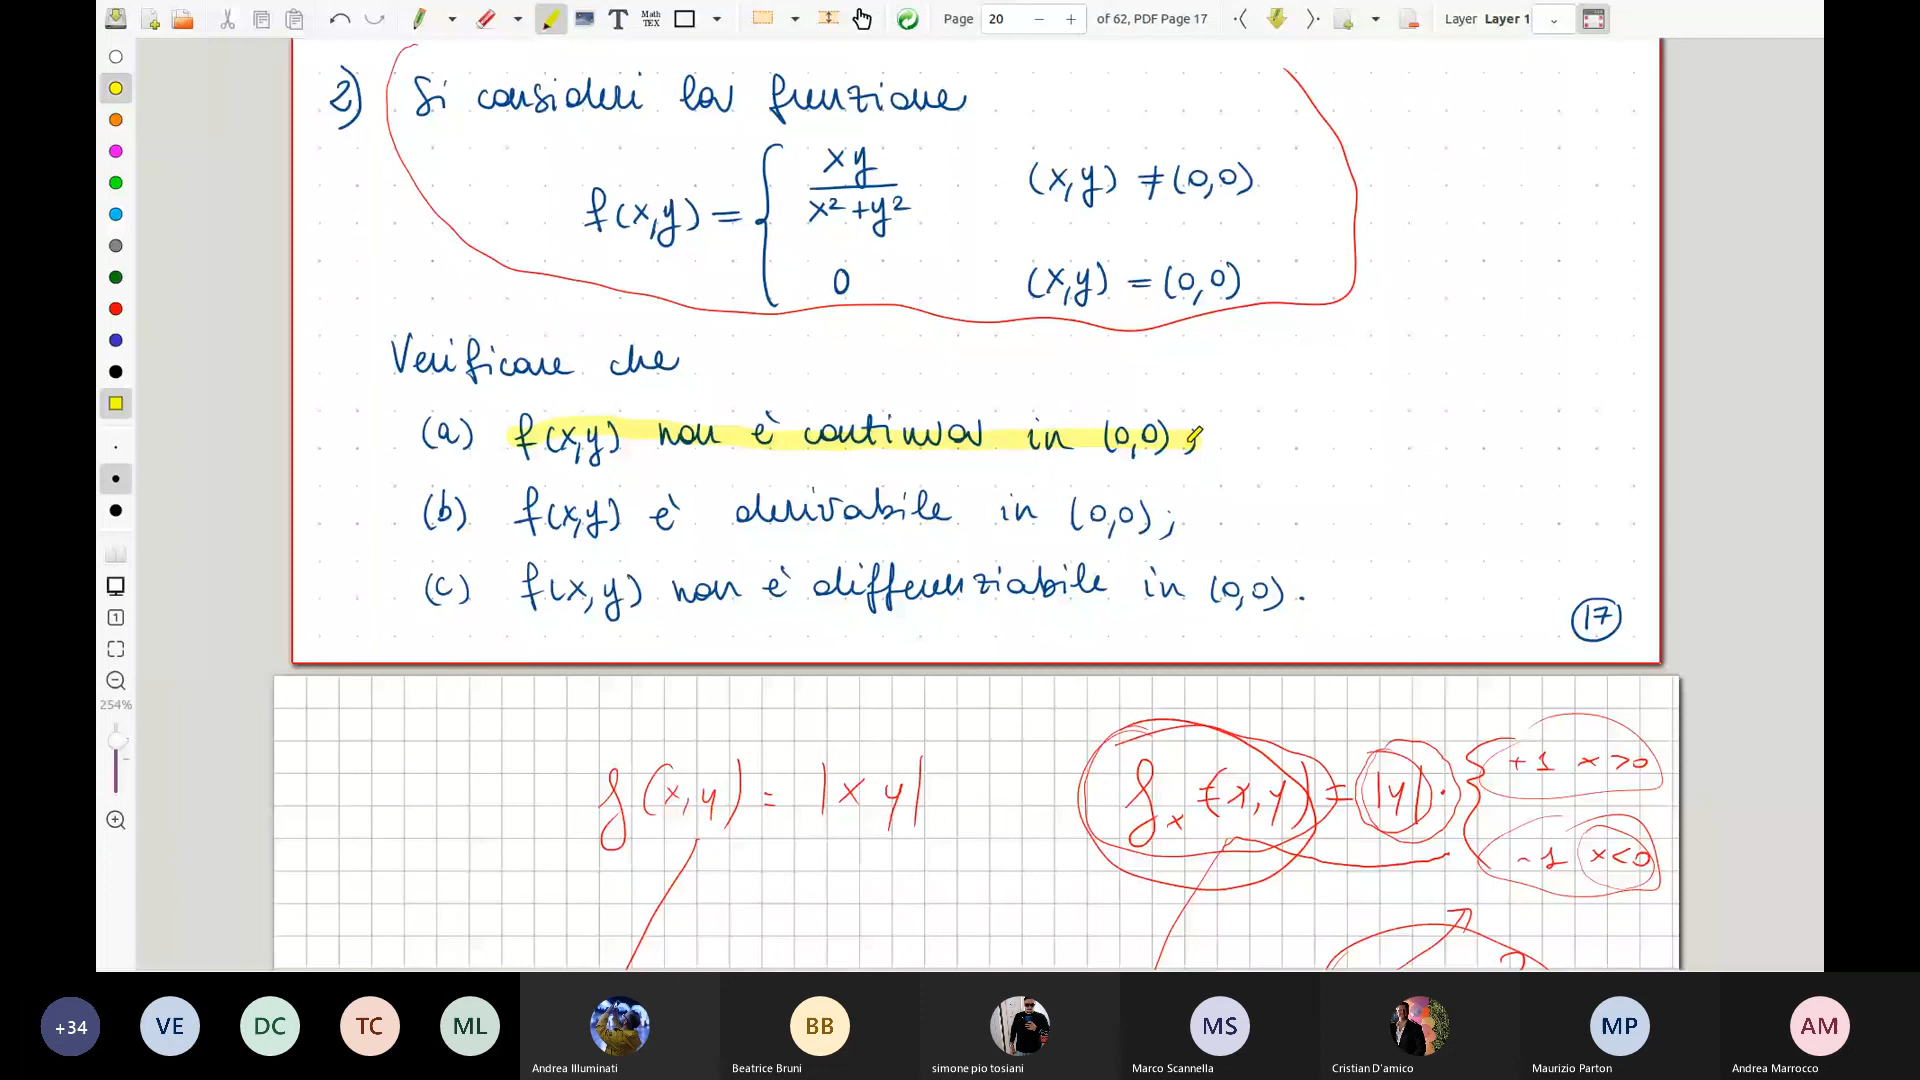 Page 20 of 62, PDF Page 17 Layer Layer 1
2) Si consideri la funzione
f(x,y) = { xy / x² + y² (x,y) ≠ (0,0)
0 (x,y) = (0,0)
Verificare che
(a) f(x,y) non è continua in (0,0) ;
(b) f(x,y) è derivabile in (0,0) ;
(c) f(x,y) non è differenziabile in (0,0) .
17
254%
f(x,y) = |xy|
f_x (x,y) = |y| · { +1 x>0
-1 x<0
+34 VE DC TC ML BB MS MP AM
Andrea Illuminati Beatrice Bruni simone pio tosiani Marco Scannella Cristian D'amico Maurizio Parton Andrea Marrocco